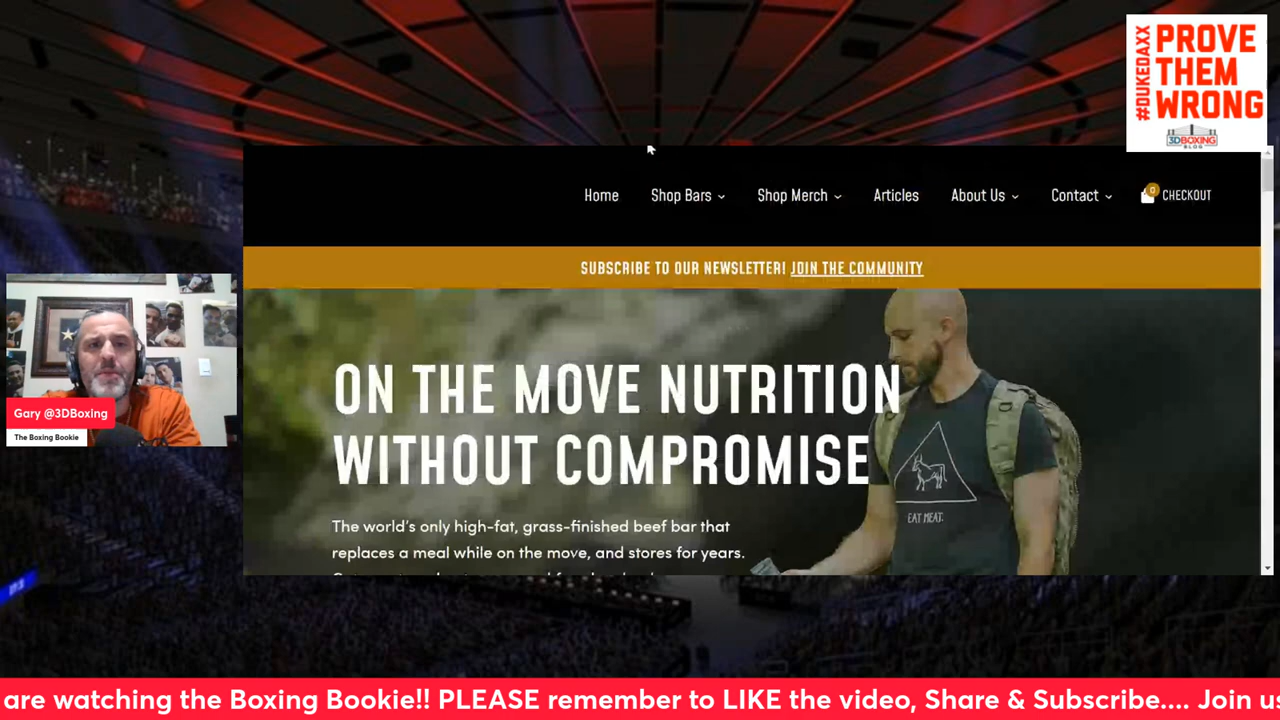 #DUKEDAXX
PROVE
THEM
WRONG
3DBOXING
BLOG
Home
Shop Bars
Shop Merch
Articles
About Us
Contact
0
CHECKOUT
SUBSCRIBE TO OUR NEWSLETTER! JOIN THE COMMUNITY
ON THE MOVE NUTRITION
WITHOUT COMPROMISE
The world's only high-fat, grass-finished beef bar that
replaces a meal while on the move, and stores for years.
EAT MEAT.
Gary @3DBoxing
The Boxing Bookie
are watching the Boxing Bookie!! PLEASE remember to LIKE the video, Share & Subscribe.... Join us